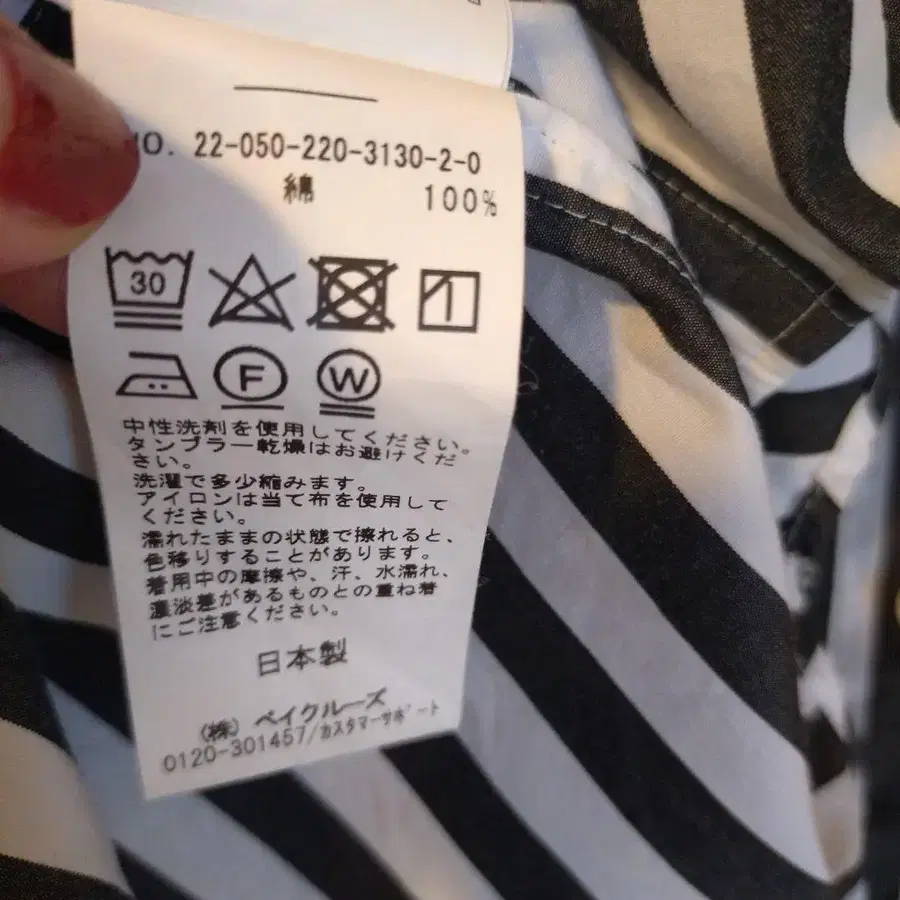 NO. 22-050-220-3130-2-0
綿 100%
30
F W
中性洗剤を使用してください。
タンブラー乾燥はお避けくだ
さい。
洗濯で多少縮みます。
アイロンは当て布を使用して
ください。
濡れたままの状態で擦れると、
色移りすることがあります。
着用中の摩擦や、汗、水濡れ、
濃淡差があるものとの重ね着
にご注意ください。
日本製
(株) ベイクルーズ
0120-301457/カスタマーサポート